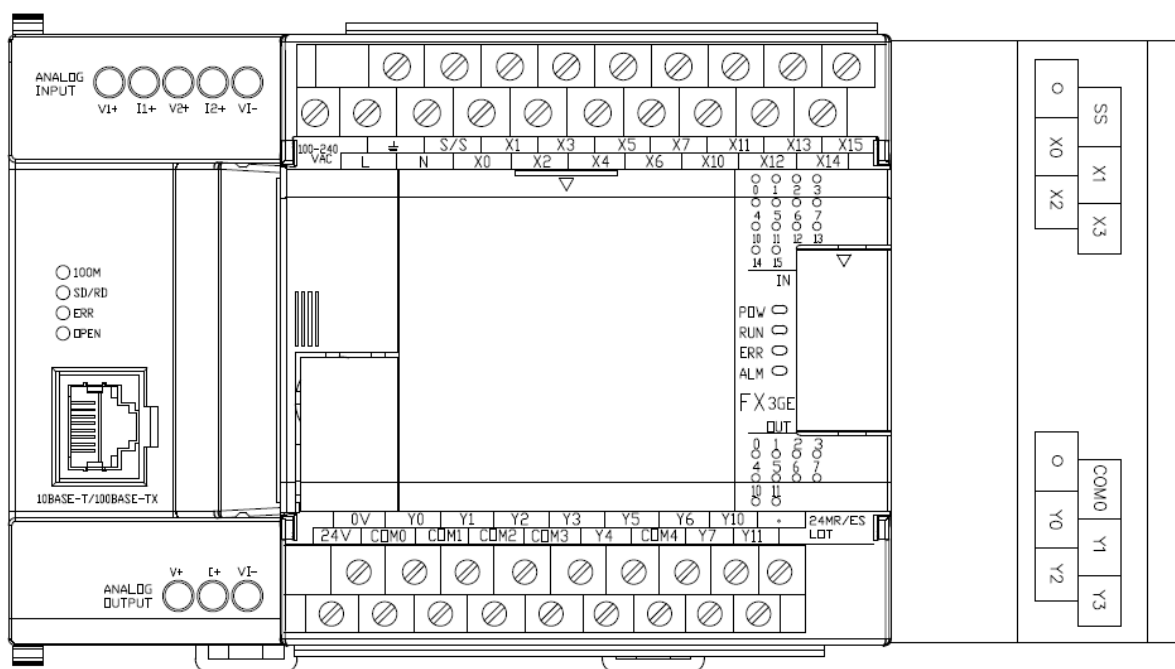 ANALOG
INPUT
V1+ I1+ V2+ I2+ VI-
100-240
VAC
S/S X1 X3 X5 X7 X11 X13 X15
L N X0 X2 X4 X6 X10 X12 X14
0 1 2 3
4 5 6 7
10 11 12 13
14 15
IN
100M
SD/RD
ERR
OPEN
10BASE-T/100BASE-TX
POW
RUN
ERR
ALM
FX3GE
OUT
0 1 2 3
4 5 6 7
10 11
0V Y0 Y1 Y2 Y3 Y5 Y6 Y10
24V COM0 COM1 COM2 COM3 Y4 COM4 Y7 Y11
24MR/ES
LOT
ANALOG
OUTPUT
V+ I+ VI-
SS
X0 X1
X2 X3
COM0
Y0 Y1
Y2 Y3